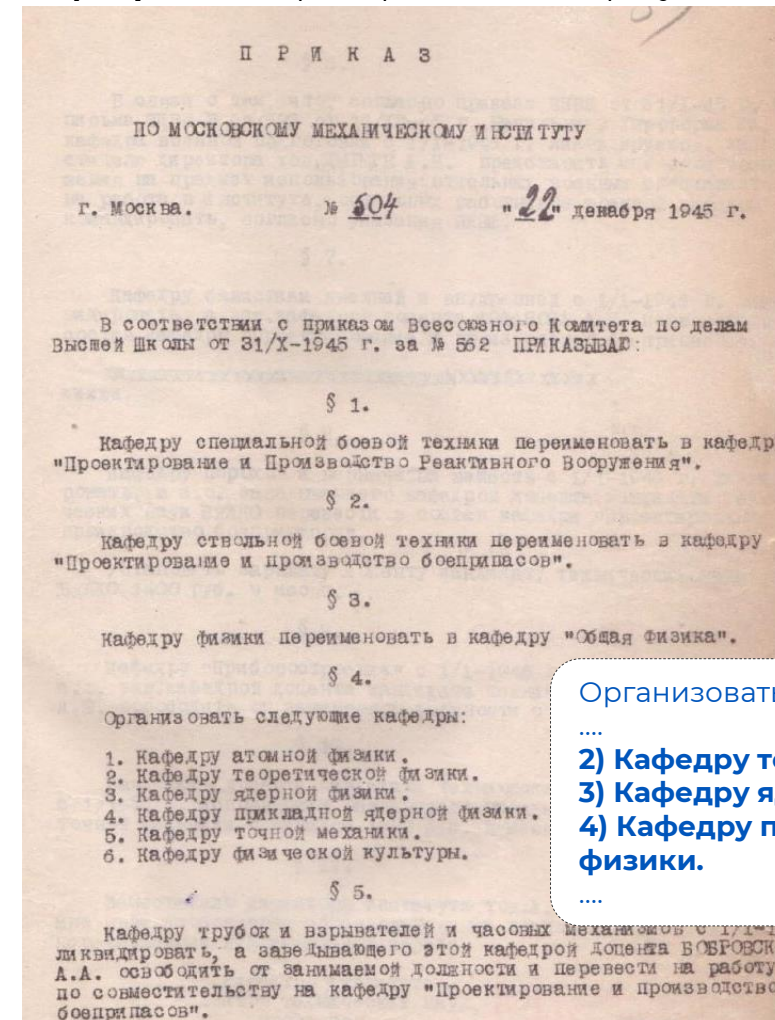 П Р И К А З
ПО МОСКОВСКОМУ МЕХАНИЧЕСКОМУ ИНСТИТУТУ
г. Москва. № 504 "22" декабря 1945 г.
В соответствии с приказом Всесоюзного Комитета по делам
Высшей Школы от 31/X-1945 г. за № 562 ПРИКАЗЫВАЮ:
§ 1.
Кафедру специальной боевой техники переименовать в кафедр
"Проектирование и Производство Реактивного Вооружения".
§ 2.
Кафедру ствольной боевой техники переименовать в кафедру
"Проектирование и производство боеприпасов".
§ 3.
Кафедру физики переименовать в кафедру "Общая Физика".
§ 4.
Организовать следующие кафедры:
1. Кафедру атомной физики.
2. Кафедру теоретической физики.
3. Кафедру ядерной физики.
4. Кафедру прикладной ядерной физики.
5. Кафедру точной механики.
6. Кафедру физической культуры.
Организовать
....
2) Кафедру те
3) Кафедру я
4) Кафедру п
физики.
....
§ 5.
Кафедру трубок и взрывателей и часовых механизмов с 1/1-1
ликвидировать, а заведывающего этой кафедрой доцента БОБРОВСК
А.А. освободить от занимаемой должности и перевести на работу
по совместительству на кафедру "Проектирование и производство
боеприпасов".